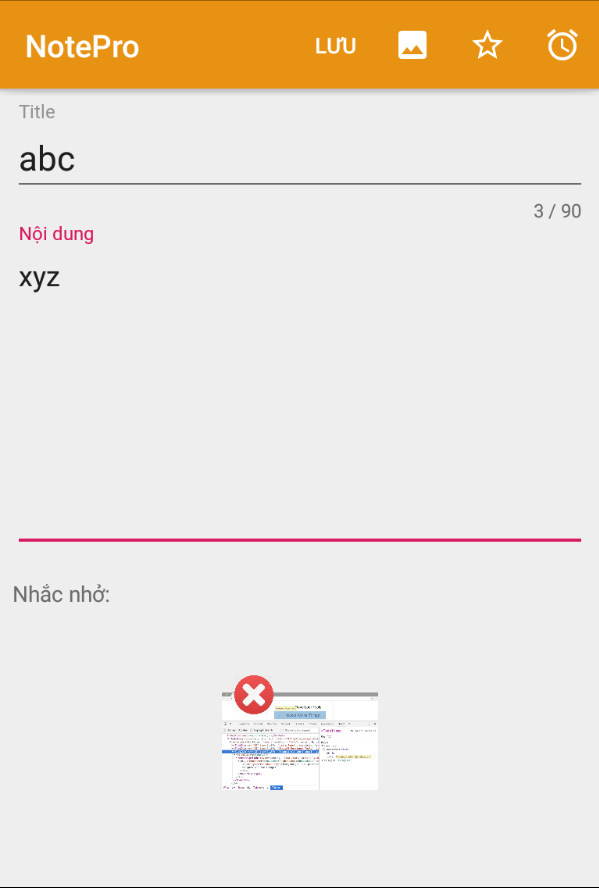 NotePro LƯU
Title
abc
3 / 90
Nội dung
xyz
Nhắc nhở: